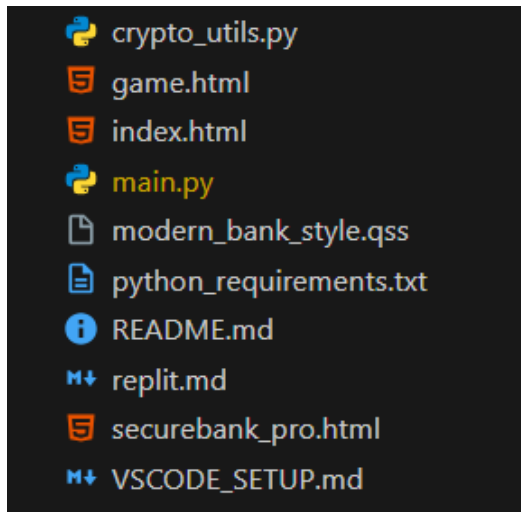 crypto_utils.py
game.html
index.html
main.py
modern_bank_style.qss
python_requirements.txt
README.md
replit.md
securebank_pro.html
VSCODE_SETUP.md